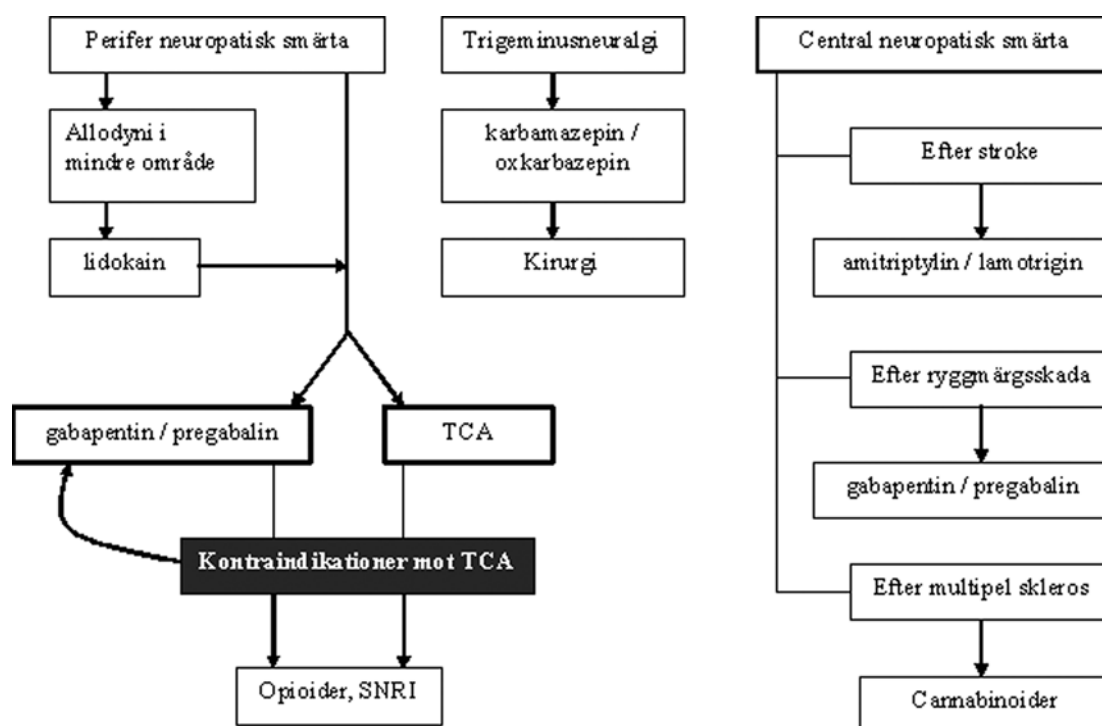 Perifer neuropatisk smärta
Allodyni i
mindre område
lidokain
Trigeminusneuralgi
karbamazepin /
oxkarbazepin
Kirurgi
gabapentin / pregabalin
TCA
Kontraindikationer mot TCA
Opioider, SNRI
Central neuropatisk smärta
Efter stroke
amitriptylin / lamotrigin
Efter ryggmärgsskada
gabapentin / pregabalin
Efter multipel skleros
Cannabinoider